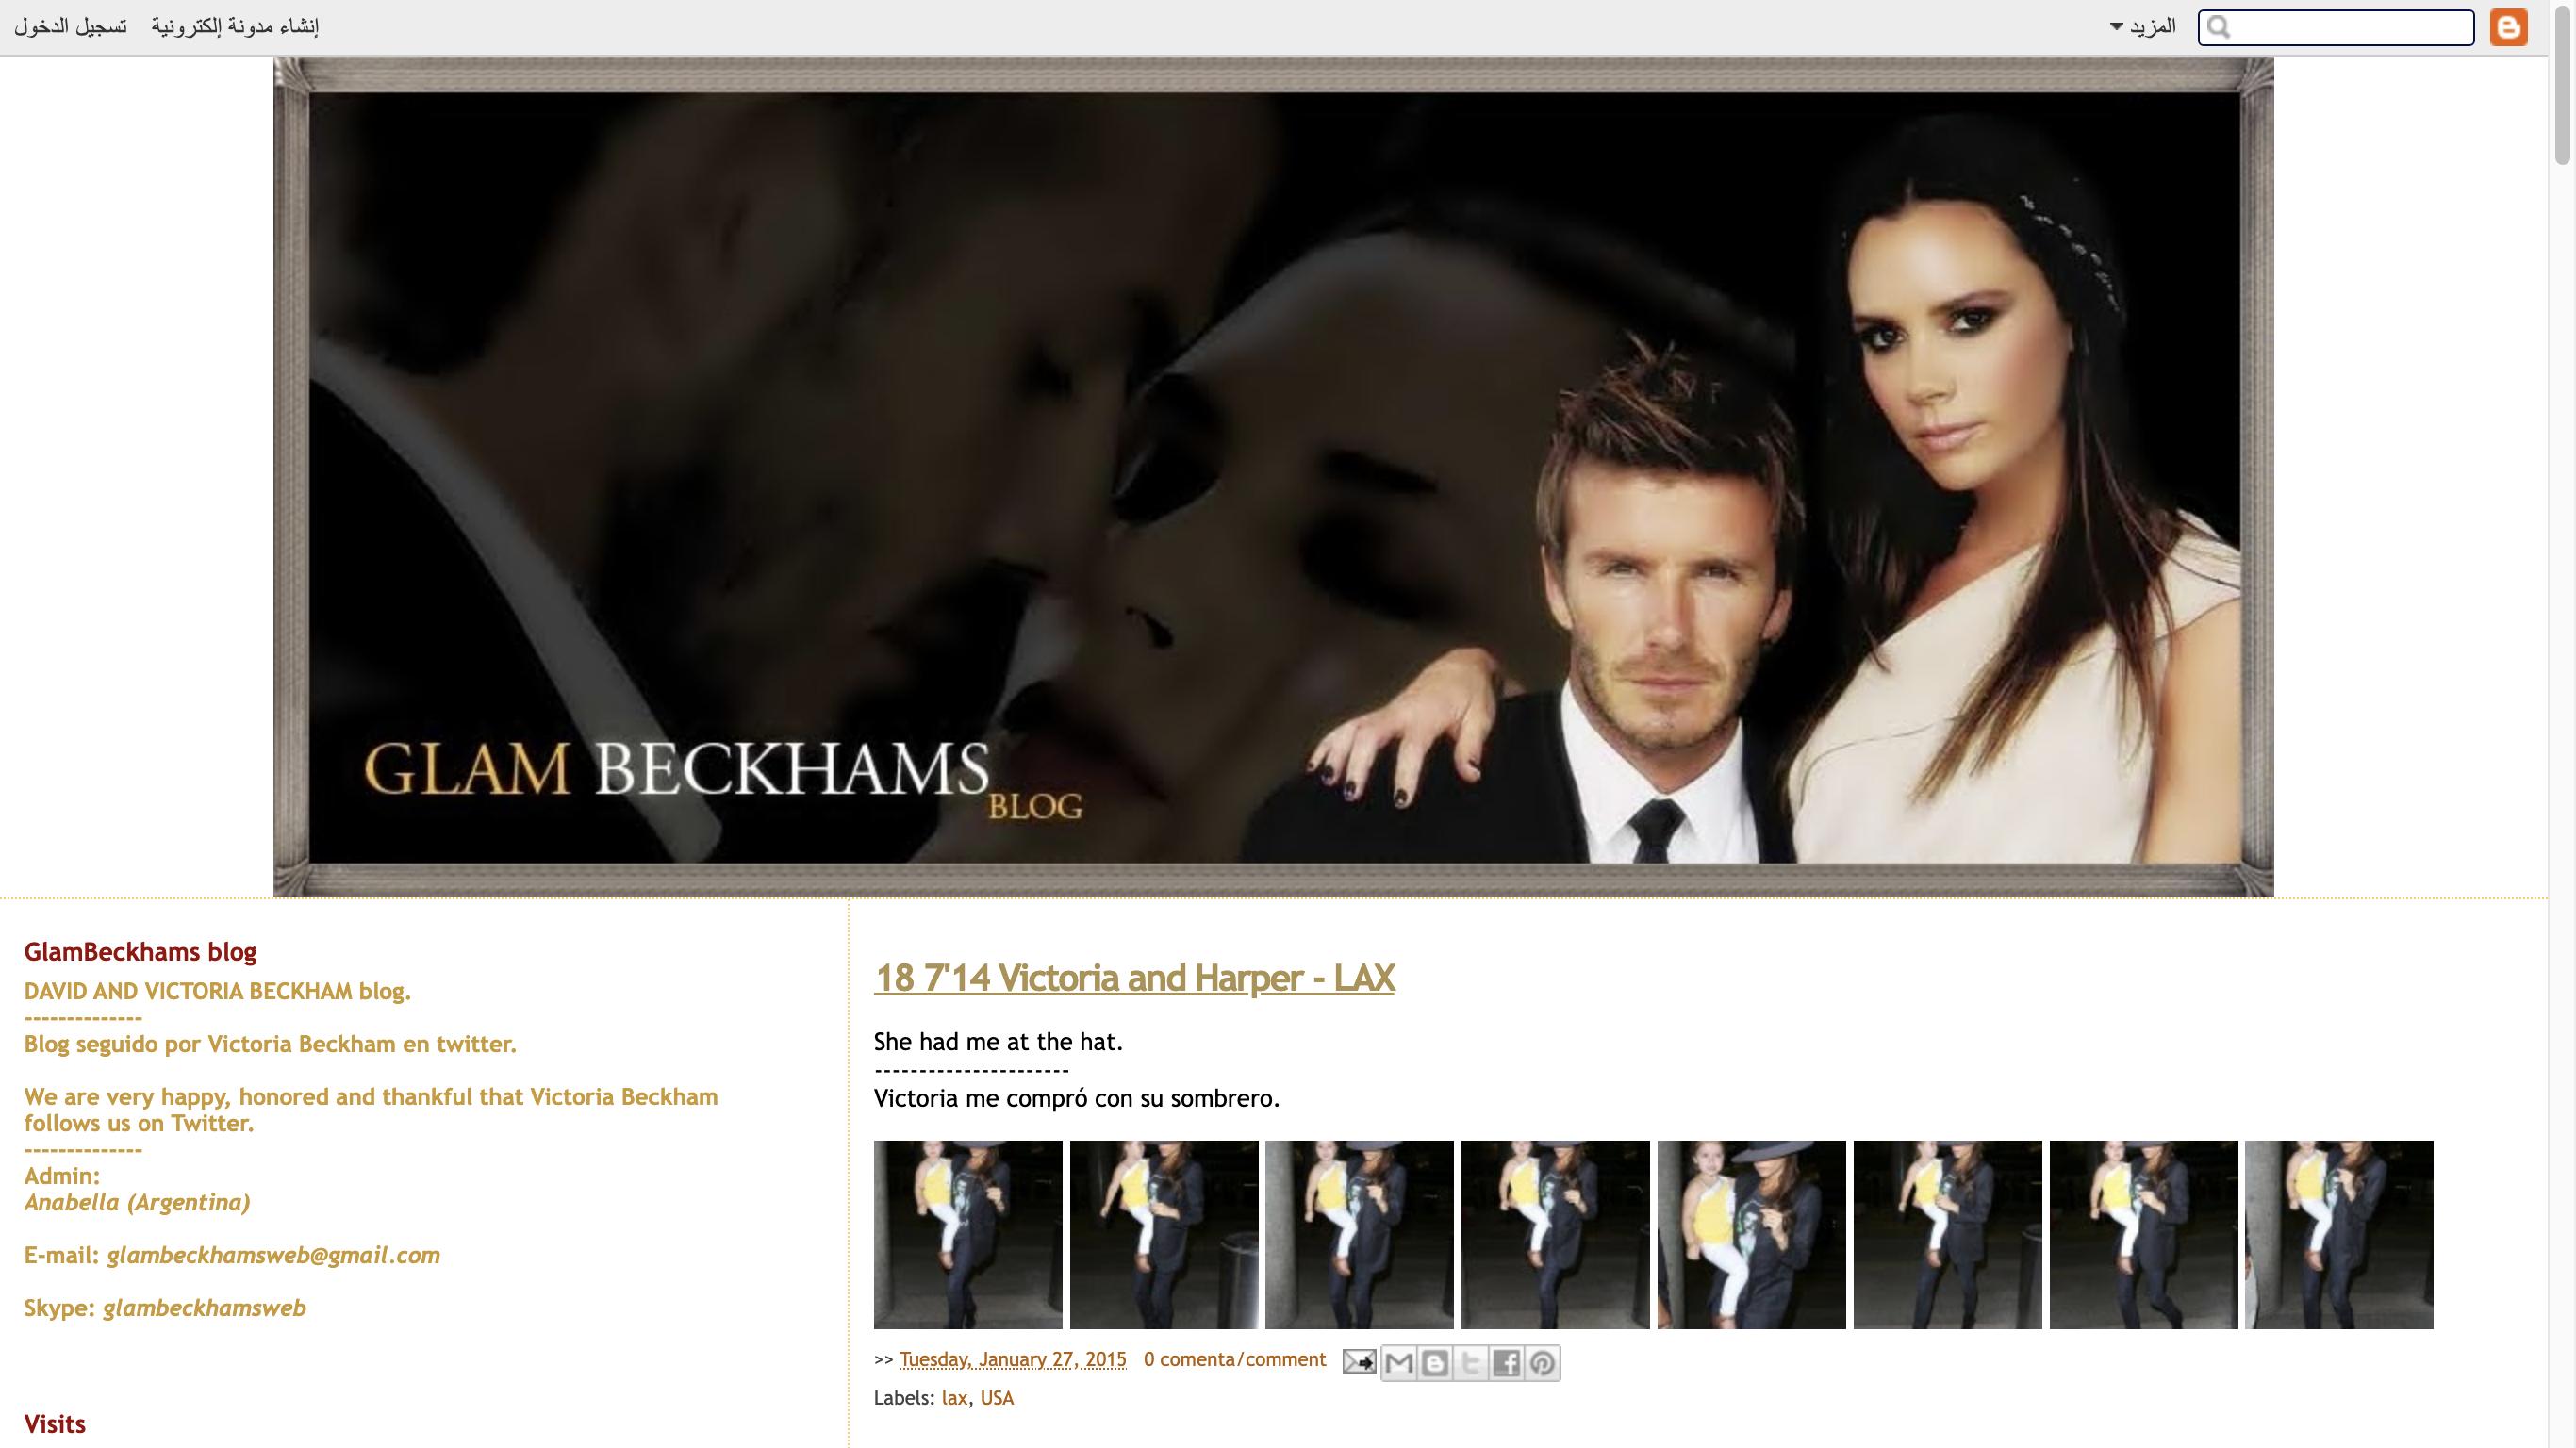 تسجيل الدخول
إنشاء مدونة إلكترونية
المزيد
GLAM BECKHAMS
BLOG
GlamBeckhams blog
DAVID AND VICTORIA BECKHAM blog.
--------------
Blog seguido por Victoria Beckham en twitter.
We are very happy, honored and thankful that Victoria Beckham
follows us on Twitter.
--------------
Admin:
Anabella (Argentina)
E-mail: glambeckhamsweb@gmail.com
Skype: glambeckhamsweb
Visits
18 7'14 Victoria and Harper - LAX
She had me at the hat.
----------------------
Victoria me compró con su sombrero.
>> Tuesday, January 27, 2015 0 comenta/comment
Labels: lax, USA